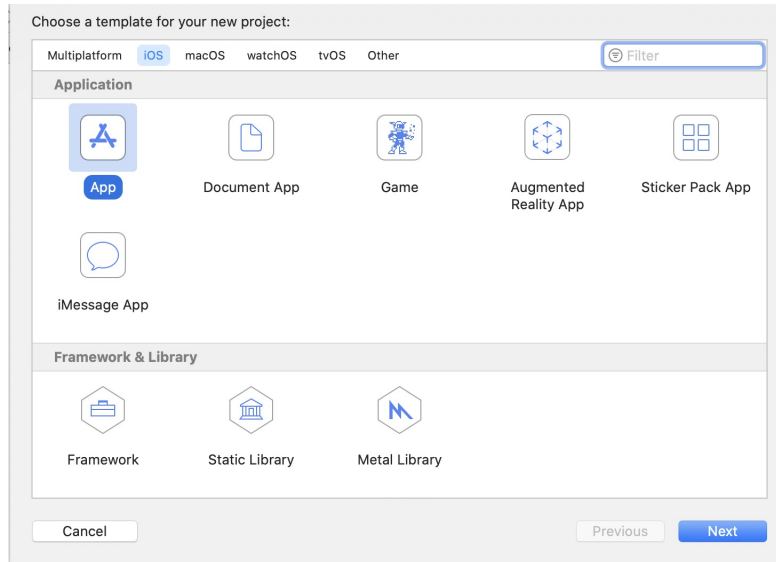 Choose a template for your new project:
Multiplatform iOS macOS watchOS tvOS Other Filter
Application
App Document App Game Augmented Reality App Sticker Pack App
iMessage App
Framework & Library
Framework Static Library Metal Library
Cancel Previous Next